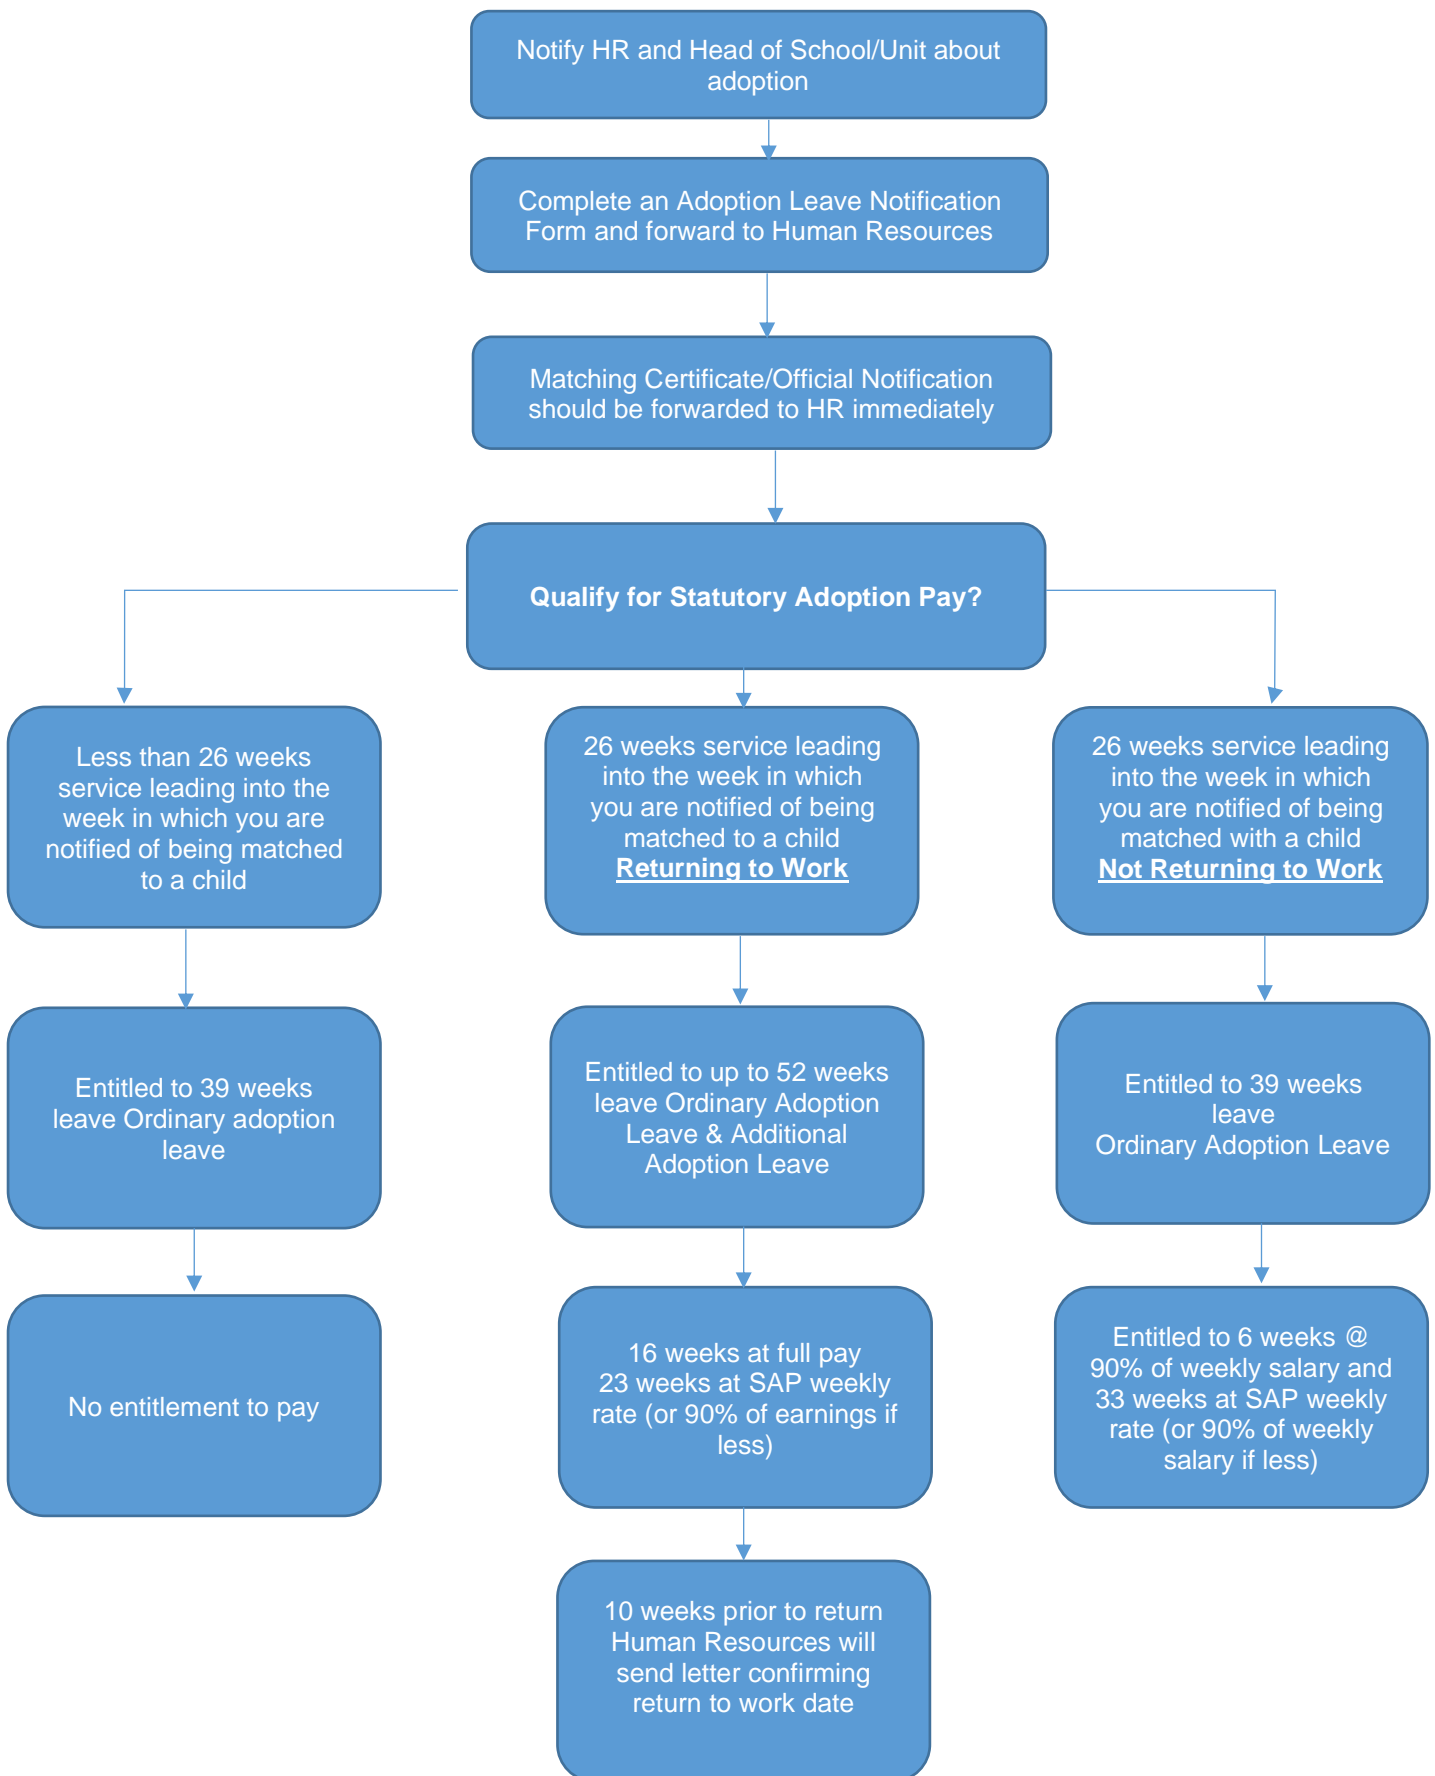 Notify HR and Head of School/Unit about
adoption
Complete an Adoption Leave Notification
Form and forward to Human Resources
Matching Certificate/Official Notification
should be forwarded to HR immediately
Qualify for Statutory Adoption Pay?
Less than 26 weeks
service leading into the
week in which you are
notified of being matched
to a child
26 weeks service leading
into the week in which
you are notified of being
matched to a child
Returning to Work
26 weeks service leading
into the week in which
you are notified of being
matched with a child
Not Returning to Work
Entitled to 39 weeks
leave Ordinary adoption
leave
Entitled to up to 52 weeks
leave Ordinary Adoption
Leave & Additional
Adoption Leave
Entitled to 39 weeks
leave
Ordinary Adoption Leave
No entitlement to pay
16 weeks at full pay
23 weeks at SAP weekly
rate (or 90% of earnings if
less)
Entitled to 6 weeks @
90% of weekly salary and
33 weeks at SAP weekly
rate (or 90% of weekly
salary if less)
10 weeks prior to return
Human Resources will
send letter confirming
return to work date